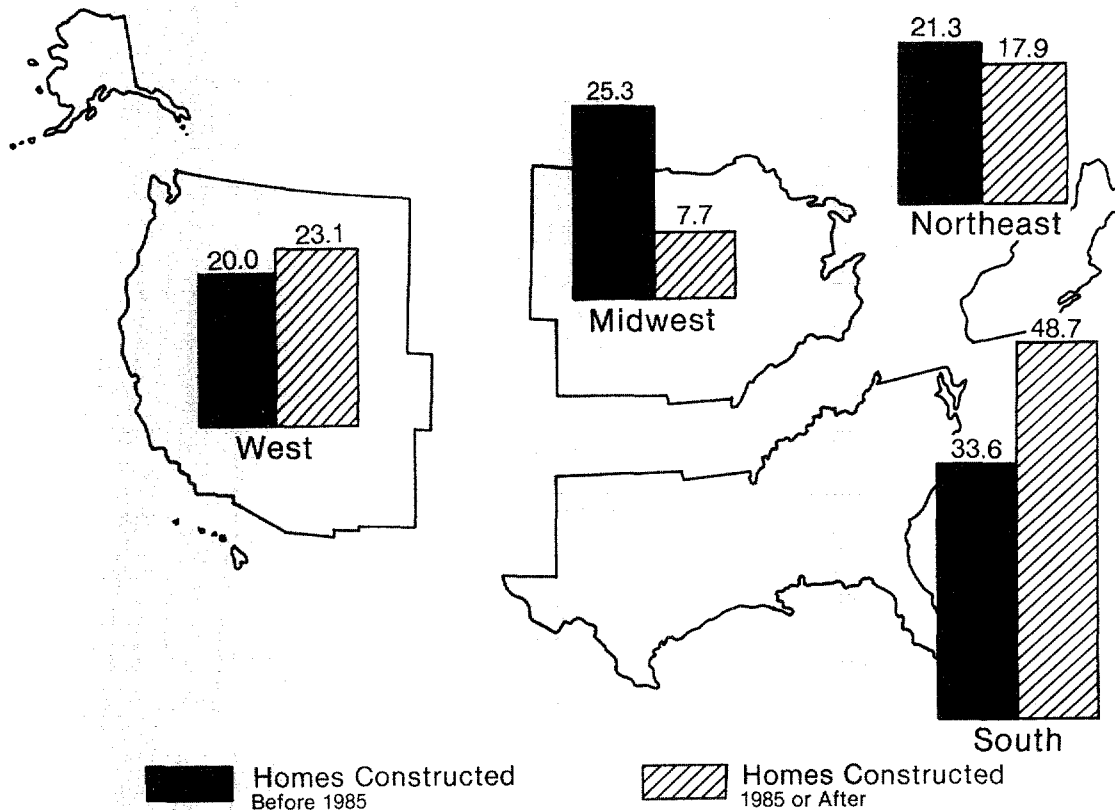 21.3
17.9
Northeast
25.3
7.7
Midwest
20.0
23.1
West
48.7
33.6
South
Homes Constructed
Before 1985
Homes Constructed
1985 or After